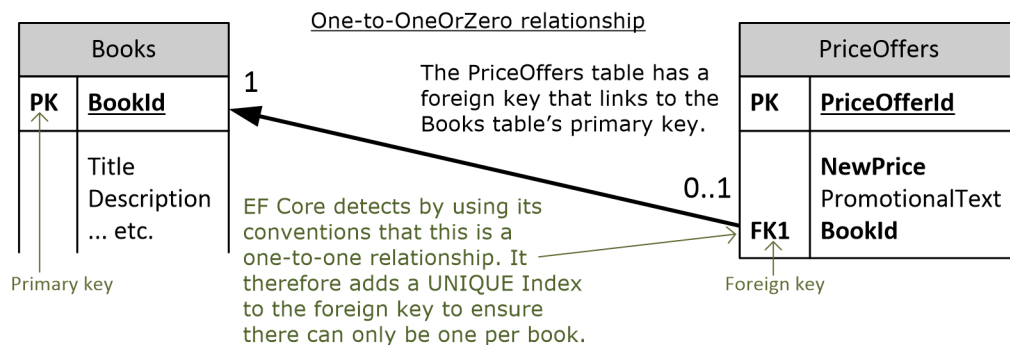 One-to-OneOrZero relationship
Books
PK BookId
Title
Description
... etc.
Primary key
1
The PriceOffers table has a
foreign key that links to the
Books table's primary key.
0..1
EF Core detects by using its
conventions that this is a
one-to-one relationship. It
therefore adds a UNIQUE Index
to the foreign key to ensure
there can only be one per book.
PriceOffers
PK PriceOfferId
NewPrice
PromotionalText
FK1 BookId
Foreign key